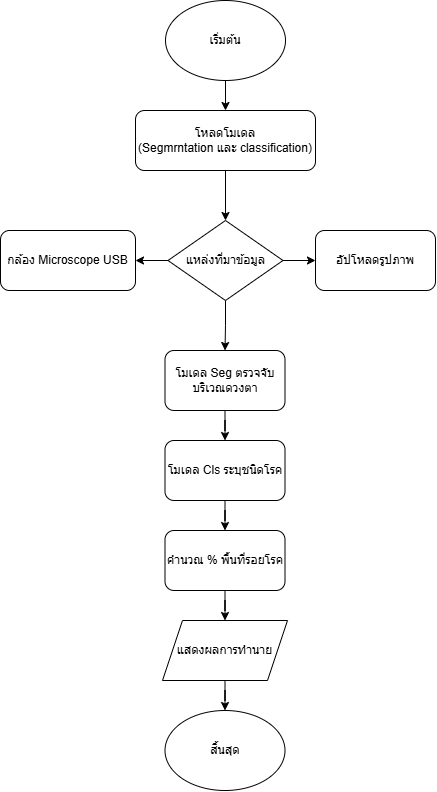 เริ่มต้น
โหลดโมเดล
(Segmrntation และ classification)
กล้อง Microscope USB
แหล่งที่มาข้อมูล
อัปโหลดรูปภาพ
โมเดล Seg ตรวจจับ
บริเวณดวงตา
โมเดล Cls ระบุชนิดโรค
คำนวณ % พื้นที่รอยโรค
แสดงผลการทำนาย
สิ้นสุด